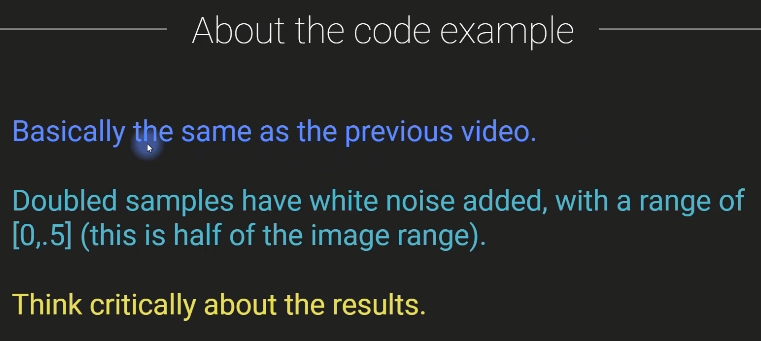 About the code example
Basically the same as the previous video.
Doubled samples have white noise added, with a range of
[0,.5] (this is half of the image range).
Think critically about the results.